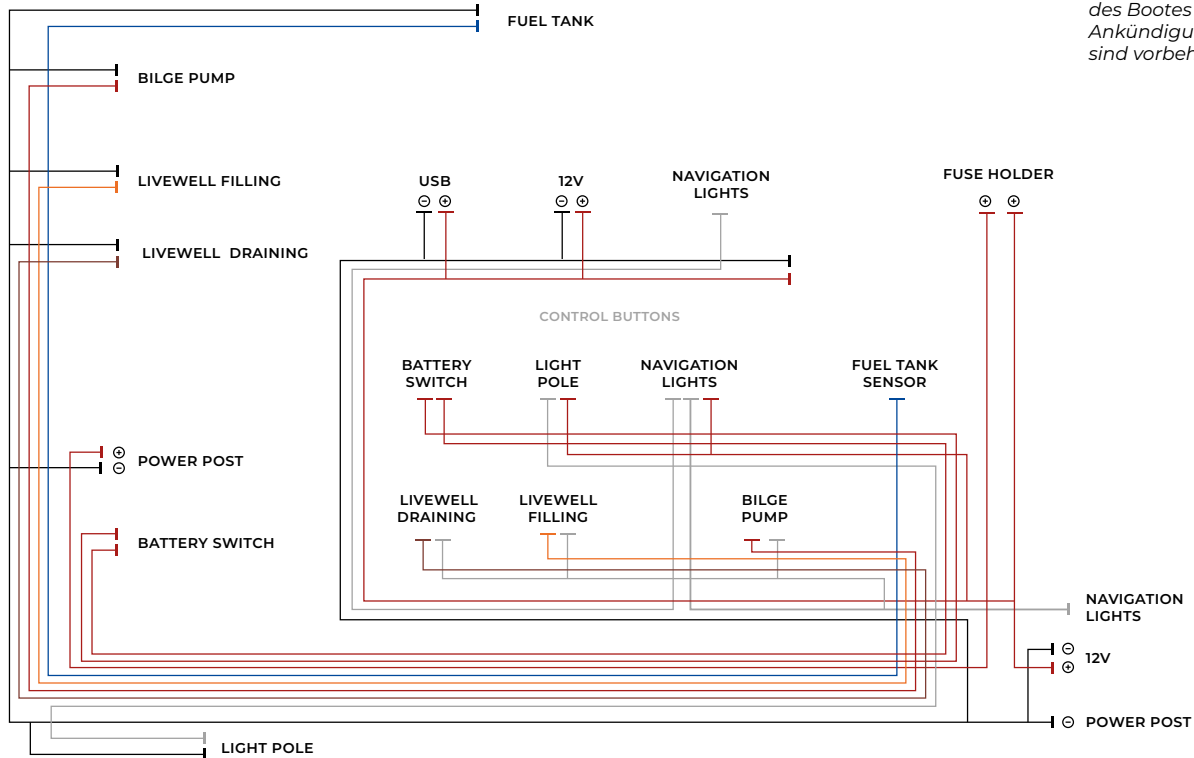 des Bootes
Ankündigu
sind vorbeh
FUEL TANK
BILGE PUMP
LIVEWELL FILLING
LIVEWELL DRAINING
USB
12V
NAVIGATION
LIGHTS
FUSE HOLDER
CONTROL BUTTONS
BATTERY
SWITCH
LIGHT
POLE
NAVIGATION
LIGHTS
FUEL TANK
SENSOR
POWER POST
LIVEWELL
DRAINING
LIVEWELL
FILLING
BILGE
PUMP
BATTERY SWITCH
NAVIGATION
LIGHTS
12V
POWER POST
LIGHT POLE